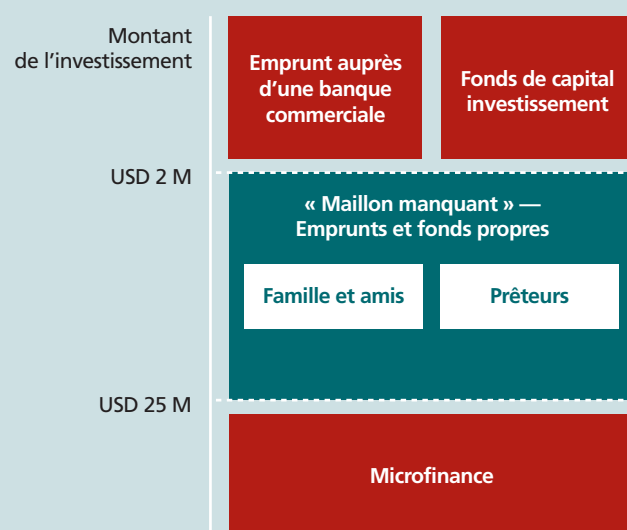 Montant
de l’investissement
Emprunt auprès
d’une banque
commerciale
Fonds de capital
investissement
USD 2 M
« Maillon manquant » —
Emprunts et fonds propres
Famille et amis
Prêteurs
USD 25 M
Microfinance